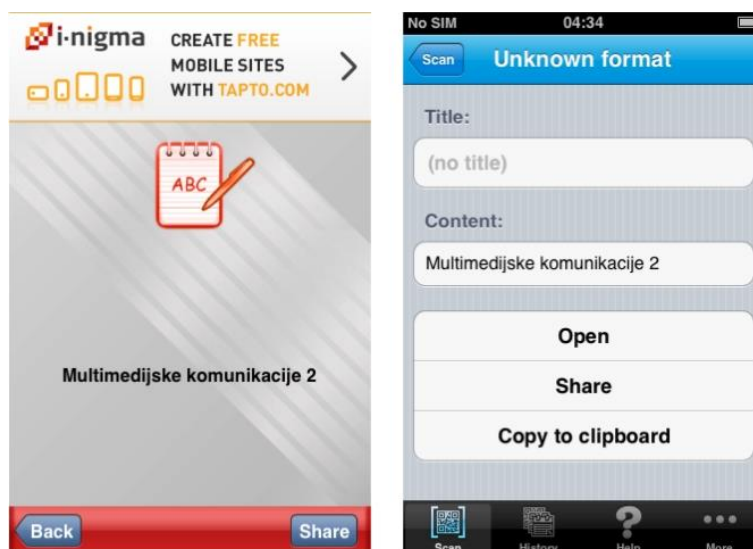 i-nigma
CREATE FREE
MOBILE SITES
WITH TAPTO.COM
ABC
Multimedijske komunikacije 2
Back
Share
No SIM
04:34
Scan
Unknown format
Title:
(no title)
Content:
Multimedijske komunikacije 2
Open
Share
Copy to clipboard
Scan
History
Help
More